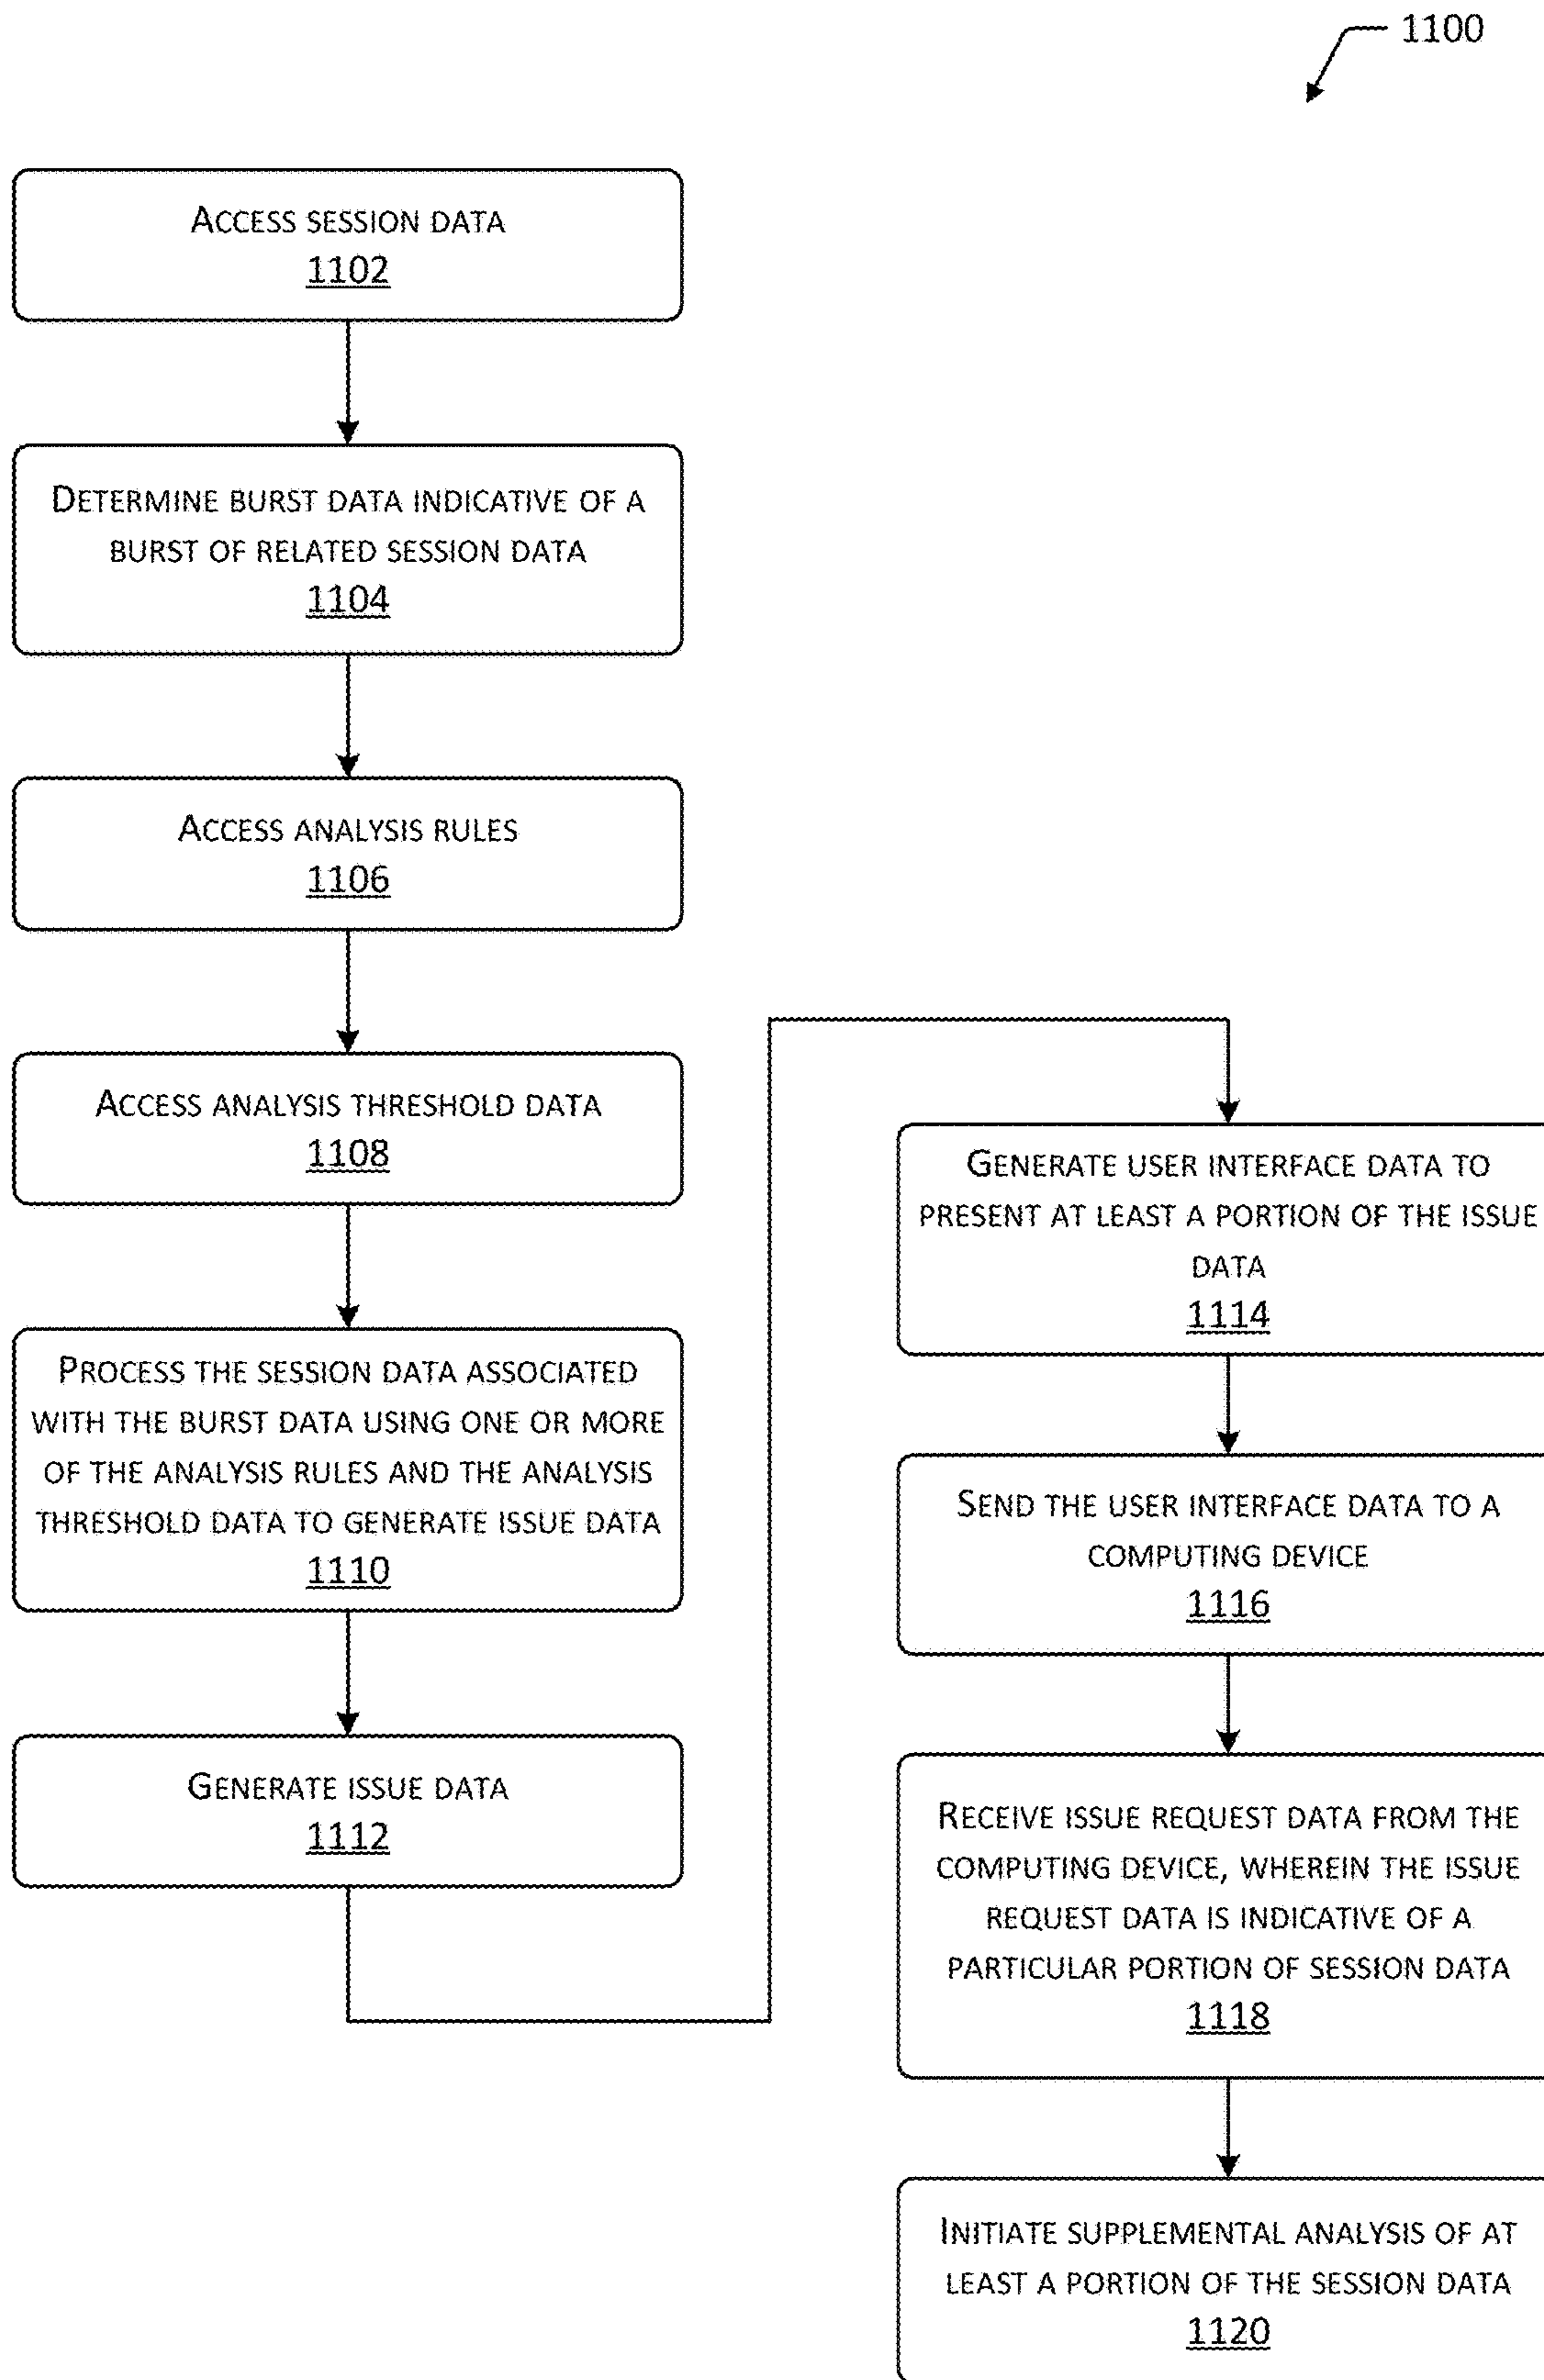 1100
ACCESS SESSION DATA
1102
DETERMINE BURST DATA INDICATIVE OF A
BURST OF RELATED SESSION DATA
1104
ACCESS ANALYSIS RULES
1106
ACCESS ANALYSIS THRESHOLD DATA
1108
PROCESS THE SESSION DATA ASSOCIATED
WITH THE BURST DATA USING ONE OR MORE
OF THE ANALYSIS RULES AND THE ANALYSIS
THRESHOLD DATA TO GENERATE ISSUE DATA
1110
GENERATE ISSUE DATA
1112
GENERATE USER INTERFACE DATA TO
PRESENT AT LEAST A PORTION OF THE ISSUE
DATA
1114
SEND THE USER INTERFACE DATA TO A
COMPUTING DEVICE
1116
RECEIVE ISSUE REQUEST DATA FROM THE
COMPUTING DEVICE, WHEREIN THE ISSUE
REQUEST DATA IS INDICATIVE OF A
PARTICULAR PORTION OF SESSION DATA
1118
INITIATE SUPPLEMENTAL ANALYSIS OF AT
LEAST A PORTION OF THE SESSION DATA
1120